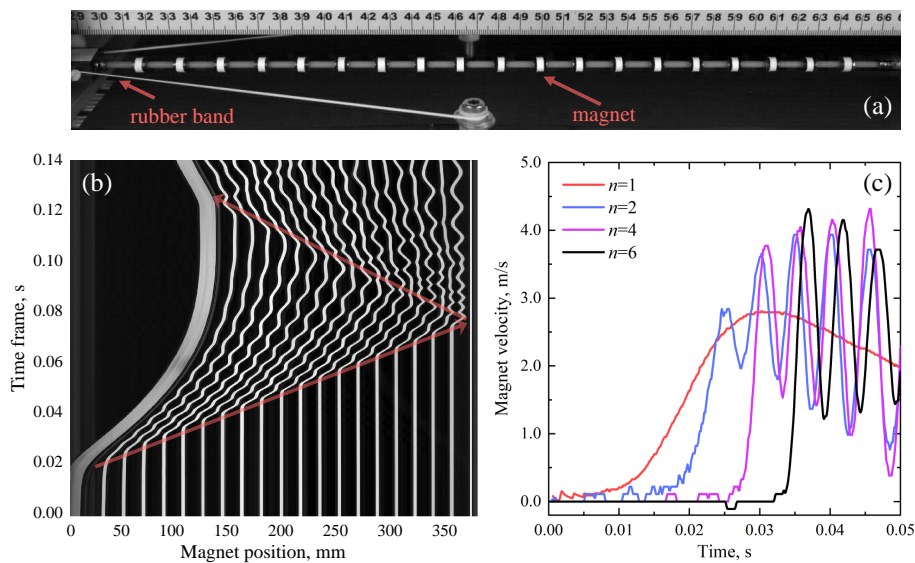 29 30 31 32 33 34 35 36 37 38 39 40 41 42 43 44 45 46 47 48 49 50 51 52 53 54 55 56 57 58 59 60 61 62 63 64 65 66
rubber band
magnet
(a)
(b)
0.14
0.12
0.10
0.08
0.06
0.04
0.02
0.00
Time frame, s
0 50 100 150 200 250 300 350
Magnet position, mm
(c)
n=1
n=2
n=4
n=6
5.0
4.0
3.0
2.0
1.0
0.0
Magnet velocity, m/s
0.00 0.01 0.02 0.03 0.04 0.05
Time, s